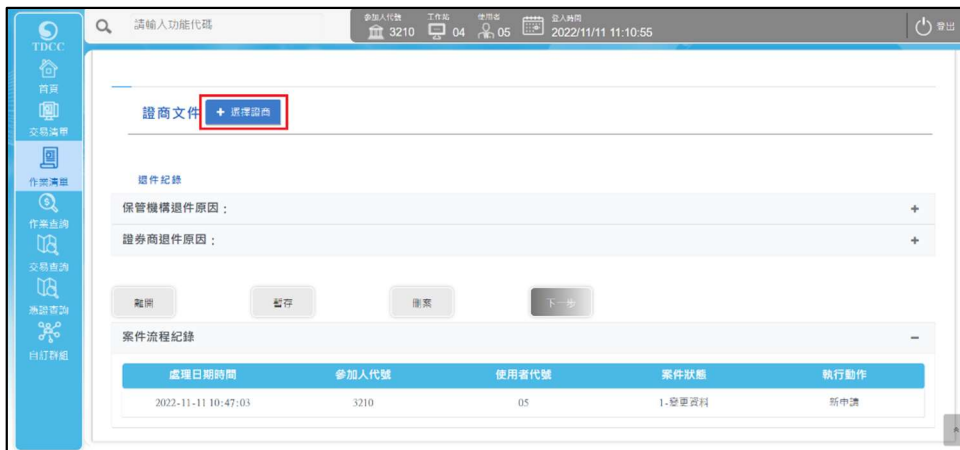 TDCC
請輸入功能代碼
參加人代號 工作站 使用者 登入時間
3210 04 05 2022/11/11 11:10:55
登出
首頁
交易清單
作業清單
作業查詢
交易查詢
憑證查詢
自訂群組
證商文件 + 選擇證商
退件紀錄
保管機構退件原因：
證券商退件原因：
離開 暫存 刪案 下一步
案件流程紀錄
處理日期時間 參加人代號 使用者代號 案件狀態 執行動作
2022-11-11 10:47:03 3210 05 1-變更資料 新申請